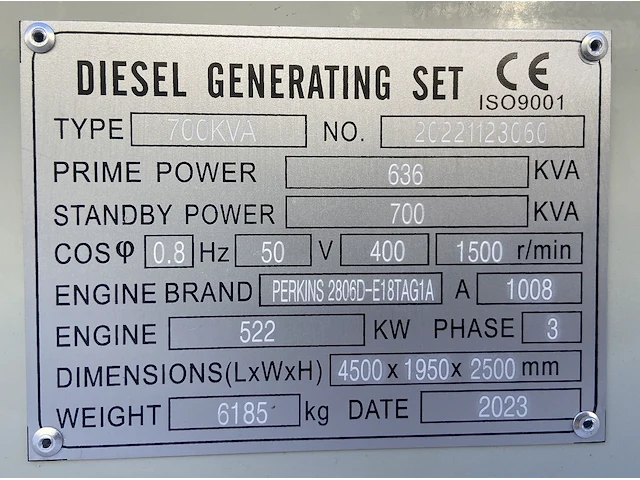 DIESEL GENERATING SET CE
ISO9001
TYPE 700KVA NO. 20221123060
PRIME POWER 636 KVA
STANDBY POWER 700 KVA
COSφ 0.8 Hz 50 V 400 1500 r/min
ENGINE BRAND PERKINS 2806D-E18TAG1A A 1008
ENGINE 522 KW PHASE 3
DIMENSIONS(LxWxH) 4500 x 1950 x 2500 mm
WEIGHT 6185 kg DATE 2023